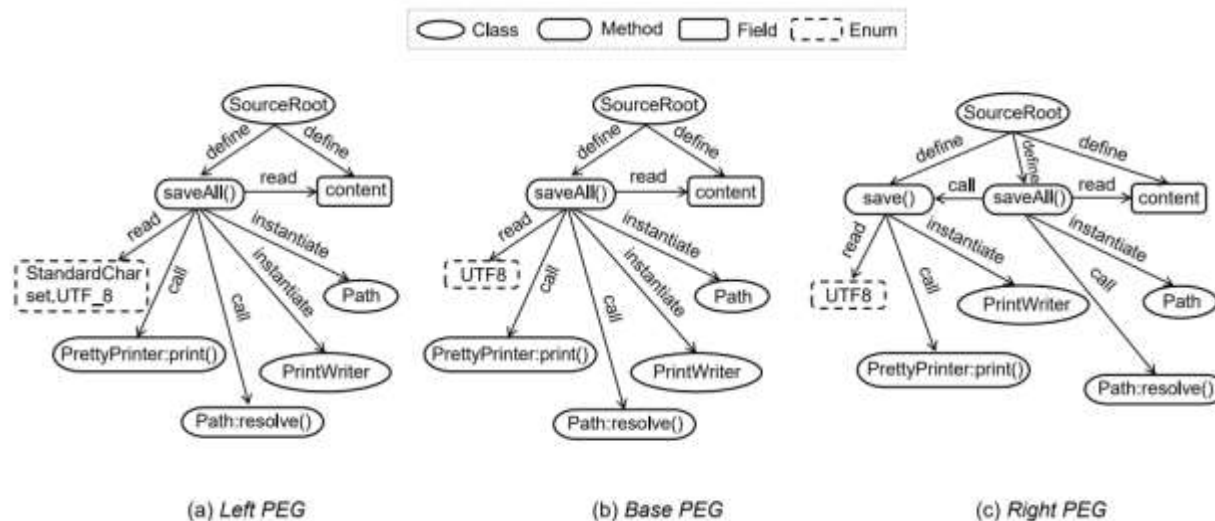 Class Method Field Enum
SourceRoot
define
define
saveAll()
read
content
read
instantiate
StandardChar
set.UTF_8
call
call
instantiate
Path
PrettyPrinter:print()
PrintWriter
Path:resolve()
(a) Left PEG
SourceRoot
define
define
saveAll()
read
content
read
instantiate
UTF8
call
call
instantiate
Path
PrettyPrinter:print()
PrintWriter
Path:resolve()
(b) Base PEG
SourceRoot
define
define
define
save()
call
saveAll()
read
content
read
instantiate
instantiate
UTF8
call
call
PrintWriter
Path
PrettyPrinter:print()
Path:resolve()
(c) Right PEG